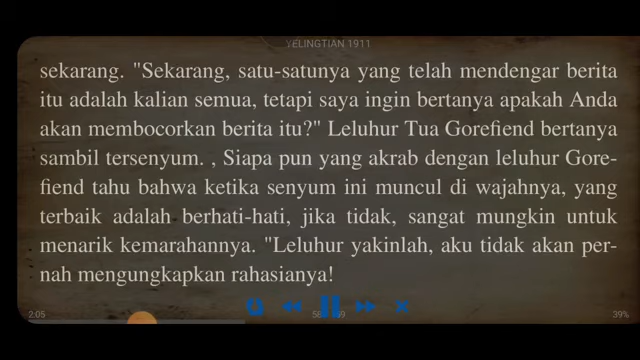 YELINGTIAN 1911
sekarang. "Sekarang, satu-satunya yang telah mendengar berita
itu adalah kalian semua, tetapi saya ingin bertanya apakah Anda
akan membocorkan berita itu?" Leluhur Tua Gorefiend bertanya
sambil tersenyum. , Siapa pun yang akrab dengan leluhur Gore-
fiend tahu bahwa ketika senyum ini muncul di wajahnya, yang
terbaik adalah berhati-hati, jika tidak, sangat mungkin untuk
menarik kemarahannya. "Leluhur yakinlah, aku tidak akan per-
nah mengungkapkan rahasianya!
2:05
39%